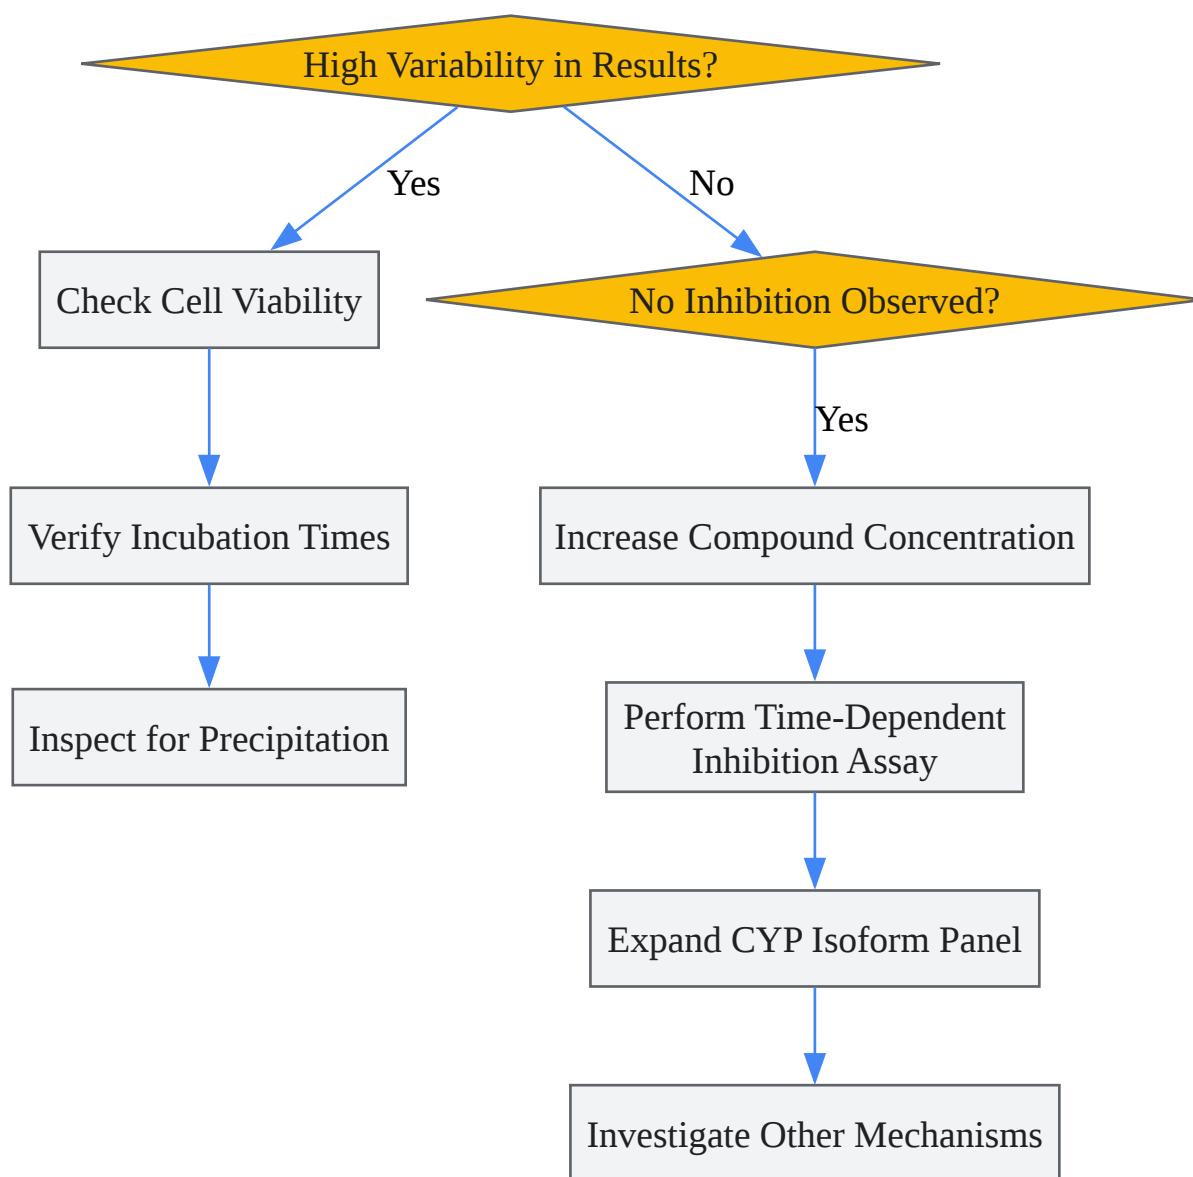 High Variability in Results?
Yes
No
Check Cell Viability
No Inhibition Observed?
Yes
Verify Incubation Times
Increase Compound Concentration
Inspect for Precipitation
Perform Time-Dependent
Inhibition Assay
Expand CYP Isoform Panel
Investigate Other Mechanisms